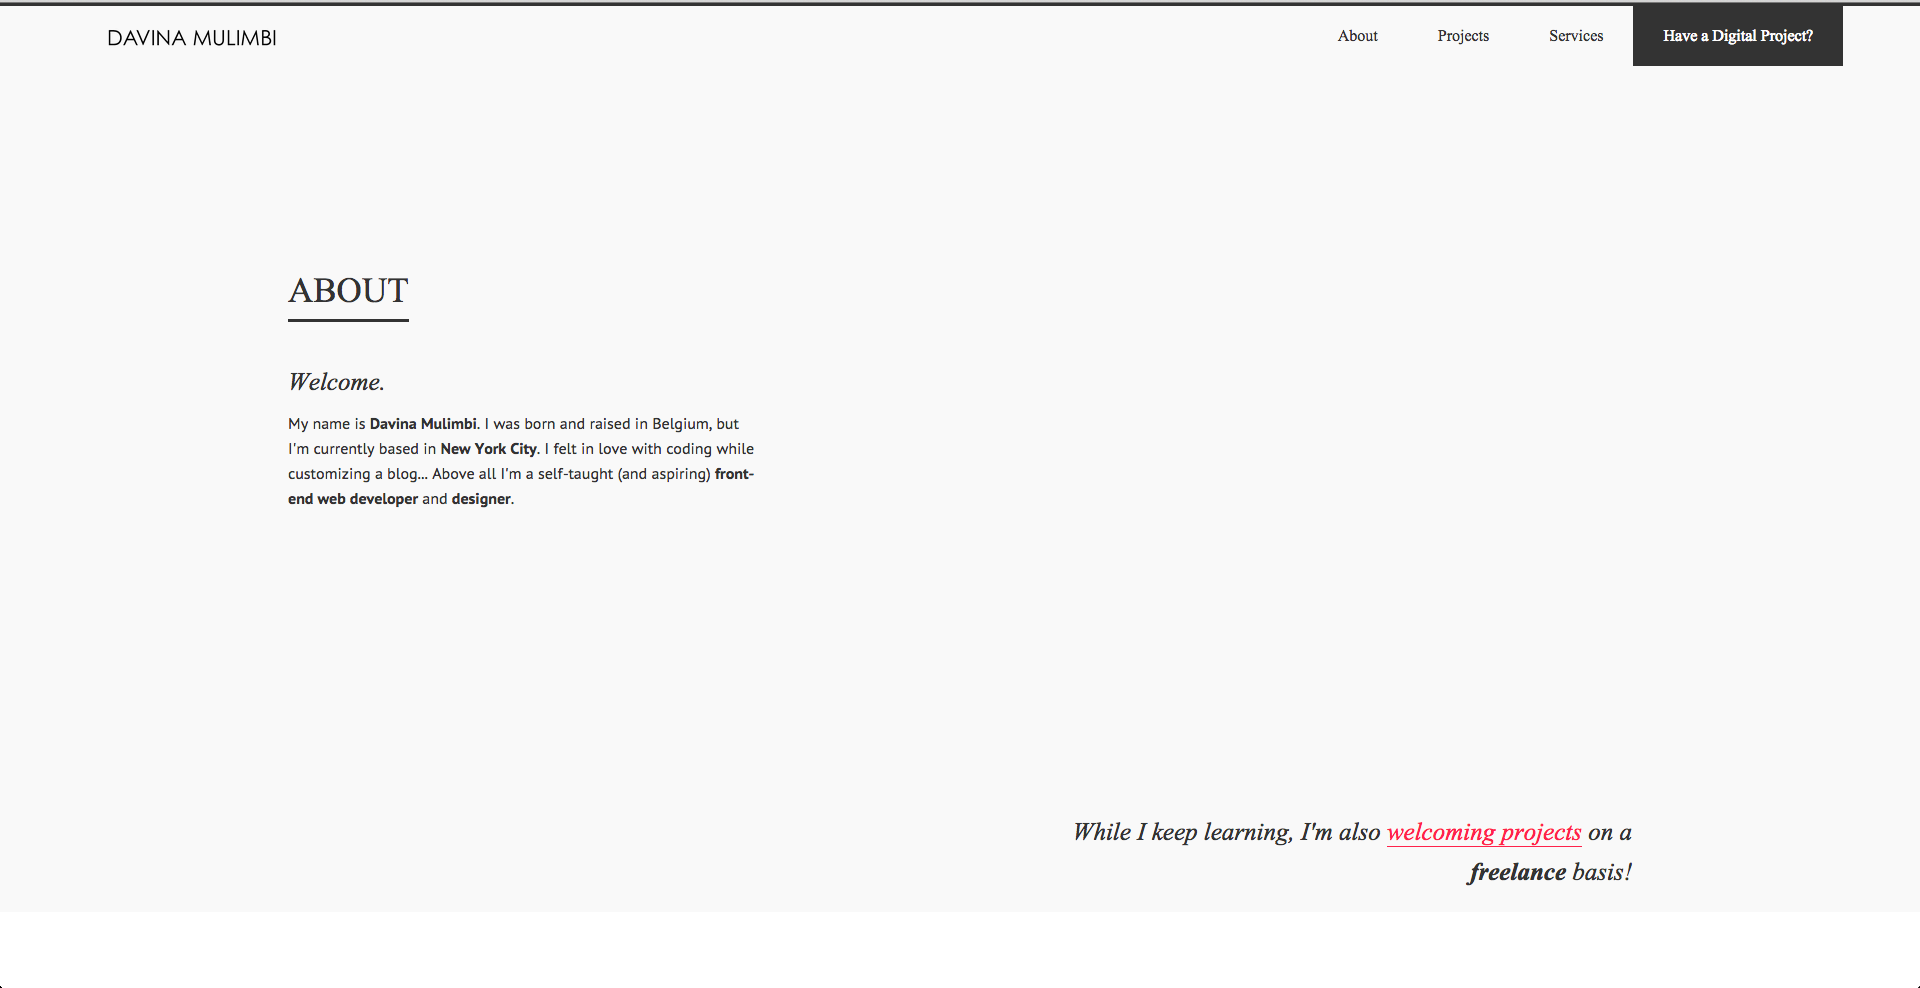 DAVINA MULIMBI
About Projects Services Have a Digital Project?
ABOUT
Welcome.
My name is Davina Mulimbi. I was born and raised in Belgium, but
I'm currently based in New York City. I felt in love with coding while
customizing a blog... Above all I'm a self-taught (and aspiring) front-
end web developer and designer.
While I keep learning, I'm also welcoming projects on a
freelance basis!